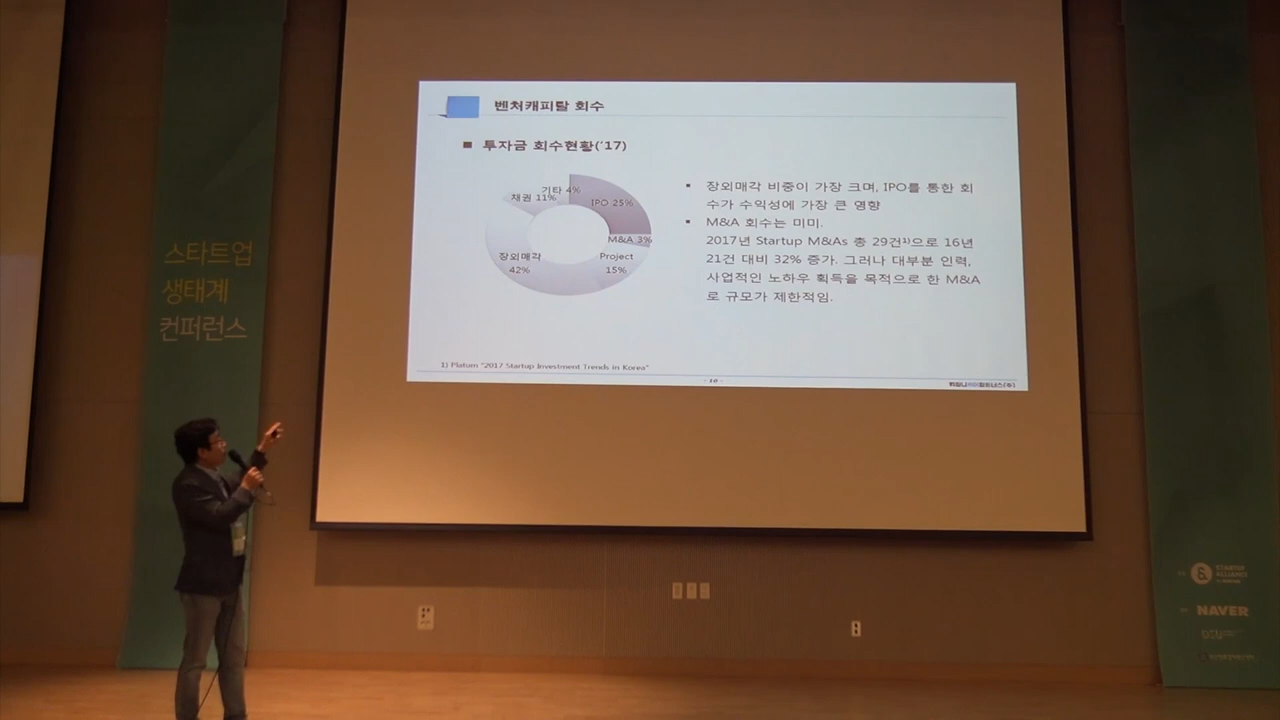 벤처캐피탈 회수
■ 투자금 회수현황('17)
기타 4%
채권 11%
IPO 25%
M&A 3%
장외매각
42%
Project
15%
▪ 장외매각 비중이 가장 크며, IPO를 통한 회
수가 수익성에 가장 큰 영향
▪ M&A 회수는 미미.
2017년 Startup M&As 총 29건1)으로 16년
21건 대비 32% 증가. 그러나 대부분 인력,
사업적인 노하우 획득을 목적으로 한 M&A
로 규모가 제한적임.
1) Platum "2017 Startup Investment Trends in Korea"
- 10 -
스타트업
생태계
컨퍼런스
STARTUP
ALLIANCE
NAVER